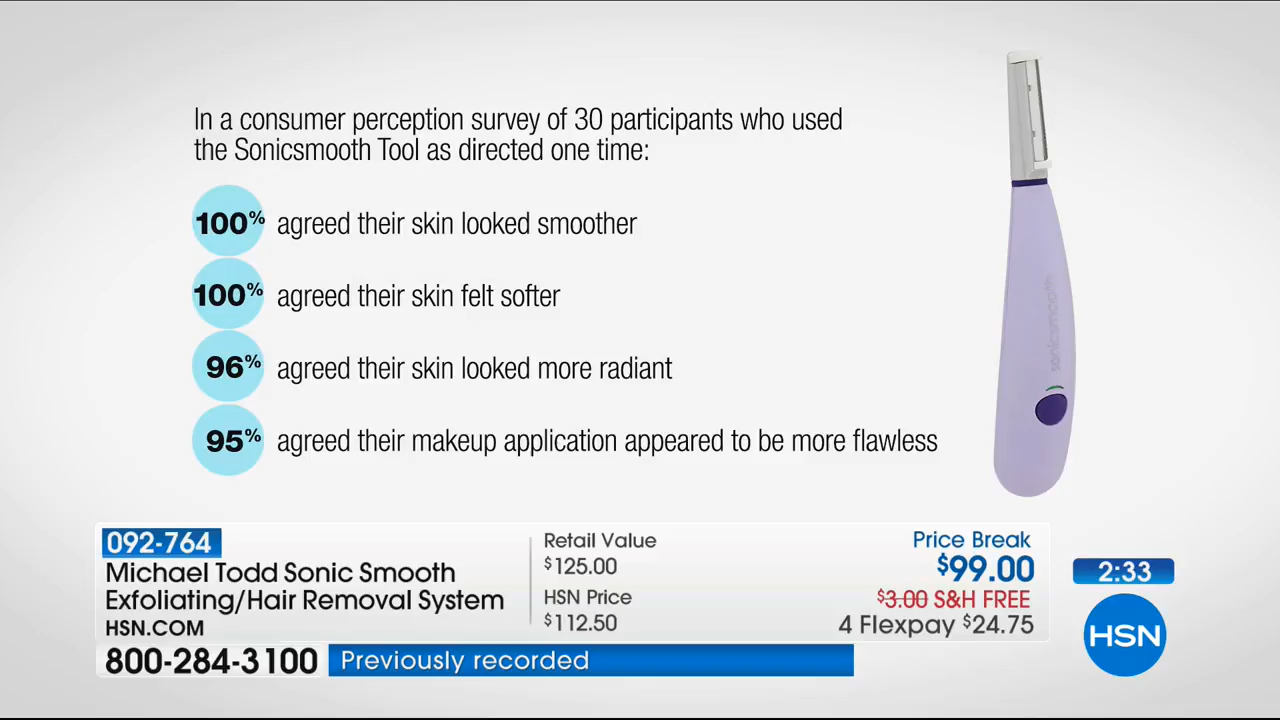 In a consumer perception survey of 30 participants who used
the Sonicsmooth Tool as directed one time:
100% agreed their skin looked smoother
100% agreed their skin felt softer
96% agreed their skin looked more radiant
95% agreed their makeup application appeared to be more flawless
sonicsmooth
092-764
Michael Todd Sonic Smooth
Exfoliating/Hair Removal System
HSN.COM
800-284-3100
Previously recorded
Retail Value
$125.00
HSN Price
$112.50
Price Break
$99.00
$3.00 S&H FREE
4 Flexpay $24.75
2:33
HSN